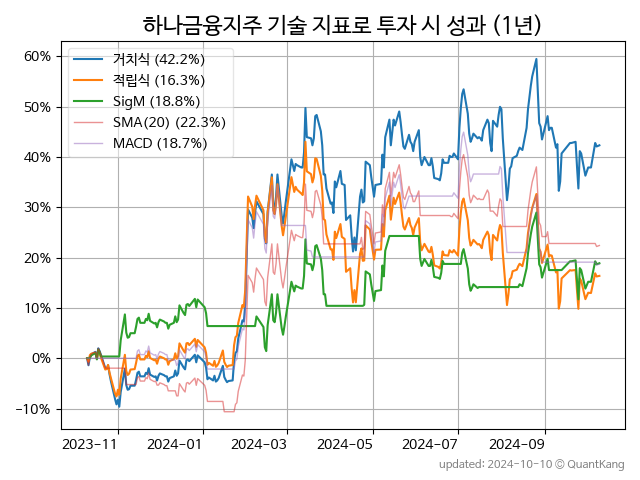 하나금융지주 기술 지표로 투자 시 성과 (1년)
60%
50%
40%
30%
20%
10%
0%
−10%
거치식 (42.2%)
적립식 (16.3%)
SigM (18.8%)
SMA(20) (22.3%)
MACD (18.7%)
2023-11
2024-01
2024-03
2024-05
2024-07
2024-09
updated: 2024-10-10 © QuantKang